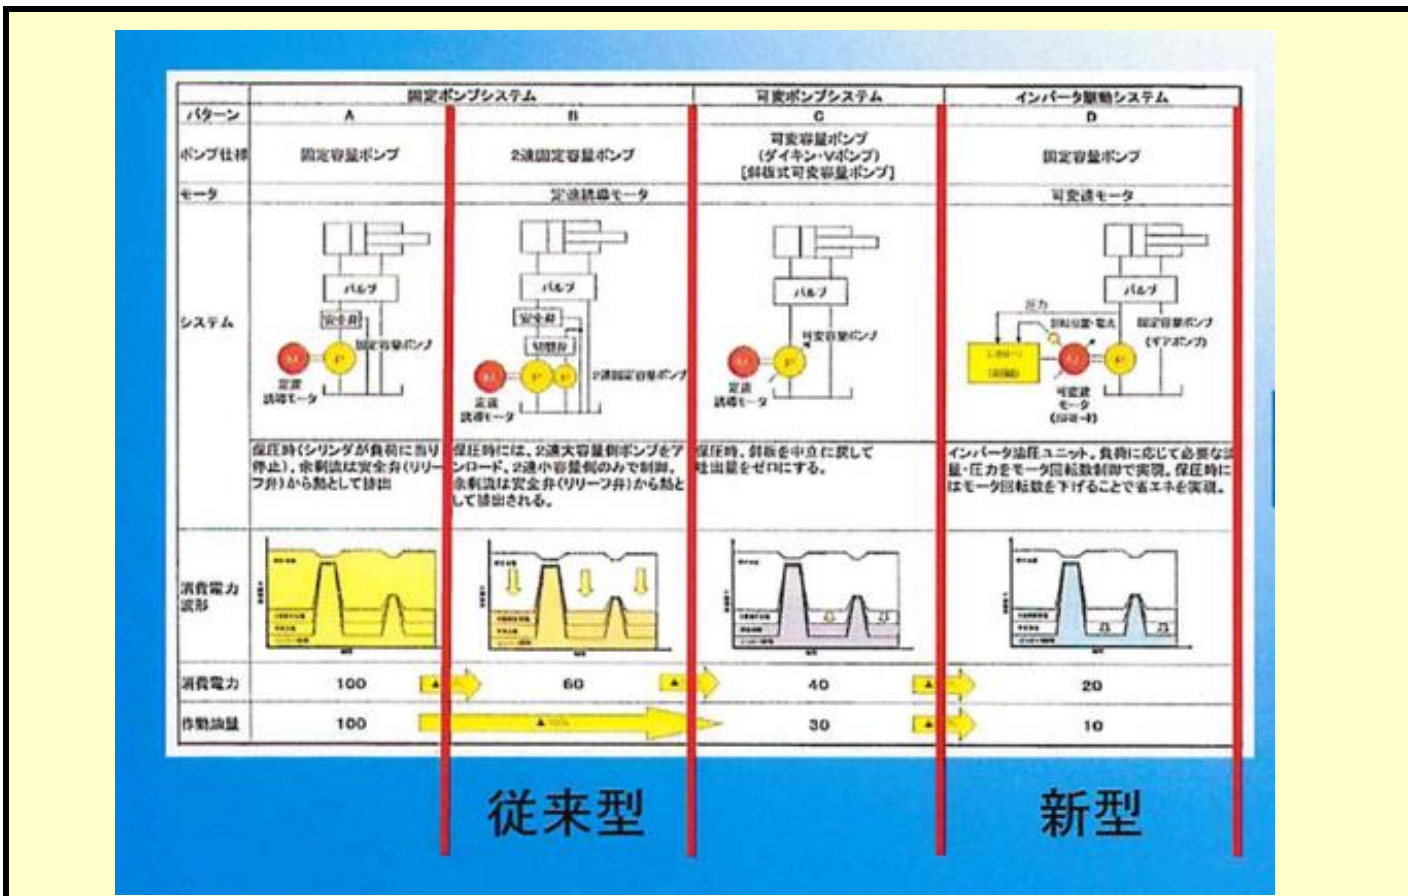 固定ポンプシステム 可変ポンプシステム インバータ駆動システム
パターン A B C D
ポンプ仕様 固定容量ポンプ 2連固定容量ポンプ 可変容量ポンプ 固定容量ポンプ
(ダイキン・Vポンプ)
[斜板式可変容量ポンプ]
モータ 定速誘導モータ 可変速モータ
システム
バルブ バルブ バルブ バルブ
圧力
安全弁 安全弁
固定容量ポンプ 可変容量ポンプ 固定容量ポンプ
切替弁 (ギアポンプ)
2連固定容量ポンプ
定速 定速 定速 可変速
誘導モータ 誘導モータ 誘導モータ モータ
保圧時(シリンダが負荷に当り
停止)、余剰流は安全弁(リリー
フ弁)から熱として排出
保圧時には、2連大容量側ポンプをア
ンロード、2連小容量側のみで制御。
余剰流は安全弁(リリーフ弁)から熱と
して排出される。
保圧時、斜板を中立に戻して
吐出量をゼロにする。
インバータ油圧ユニット。負荷に応じて必要な流
量・圧力をモータ回転数制御で実現。保圧時に
はモータ回転数を下げることで省エネを実現。
消費電力
波形
消費電力 100 60 40 20
作動油量 100 30 10
従来型 新型